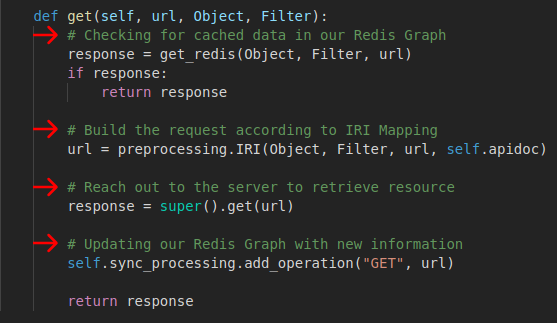 def get(self, url, Object, Filter):
# Checking for cached data in our Redis Graph
response = get_redis(Object, Filter, url)
if response:
return response
# Build the request according to IRI Mapping
url = preprocessing.IRI(Object, Filter, url, self.apidoc)
# Reach out to the server to retrieve resource
response = super().get(url)
# Updating our Redis Graph with new information
self.sync_processing.add_operation("GET", url)
return response